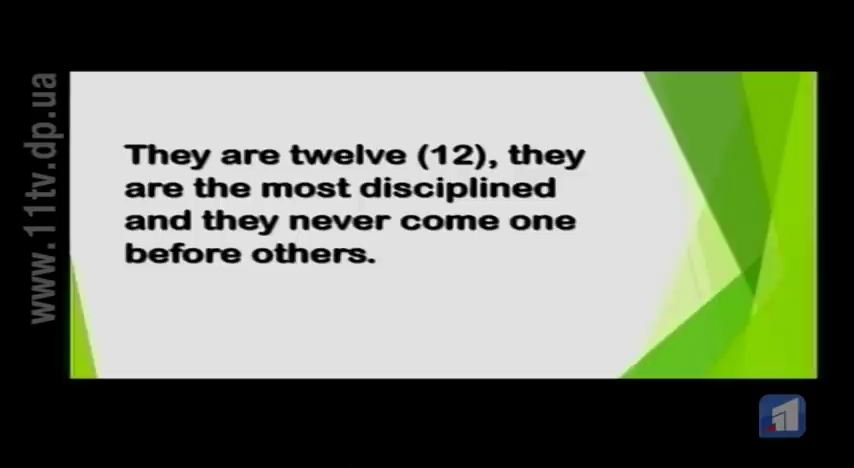 www.11tv.dp.ua
They are twelve (12), they
are the most disciplined
and they never come one
before others.
11